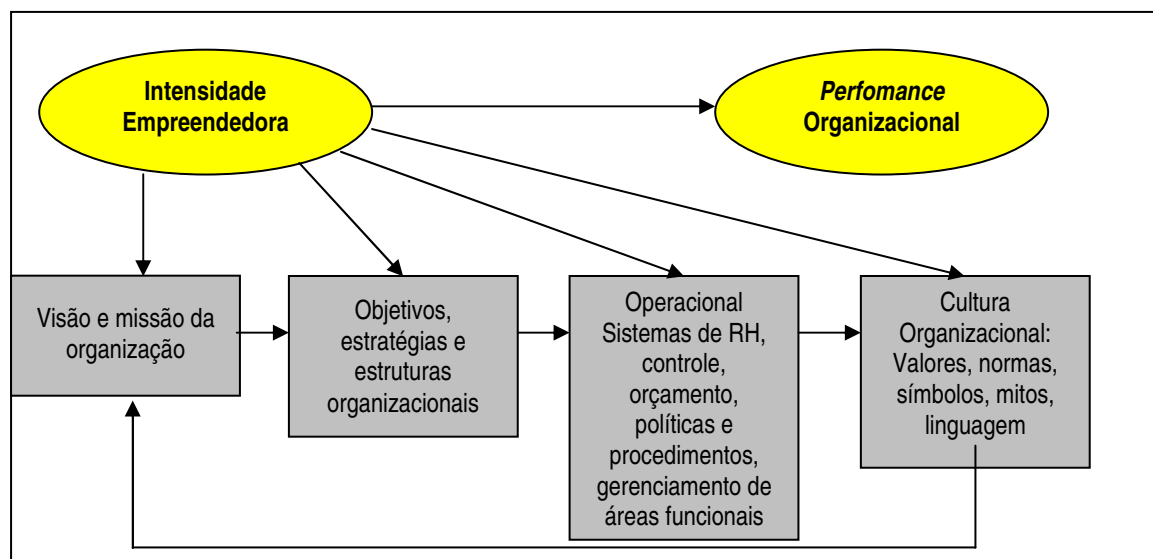 Intensidade
Empreendedora
Perfomance
Organizacional
Visão e missão da
organização
Objetivos,
estratégias e
estruturas
organizacionais
Operacional
Sistemas de RH,
controle,
orçamento,
políticas e
procedimentos,
gerenciamento de
áreas funcionais
Cultura
Organizacional:
Valores, normas,
símbolos, mitos,
linguagem